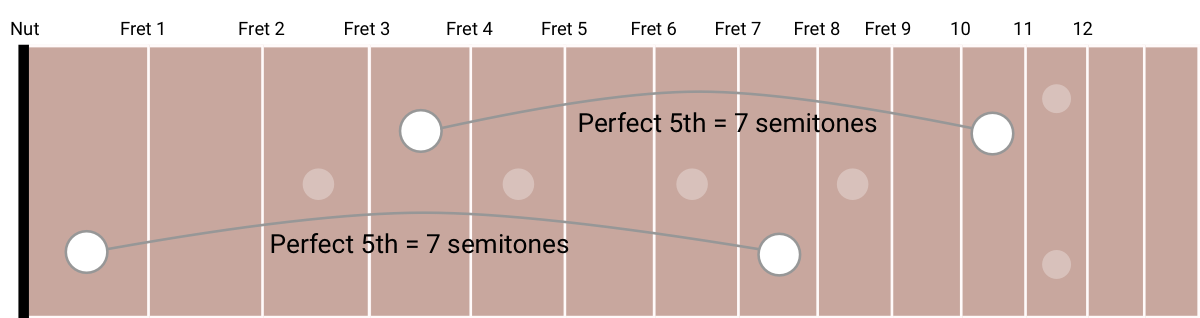 Nut Fret 1 Fret 2 Fret 3 Fret 4 Fret 5 Fret 6 Fret 7 Fret 8 Fret 9 10 11 12
Perfect 5th = 7 semitones
Perfect 5th = 7 semitones